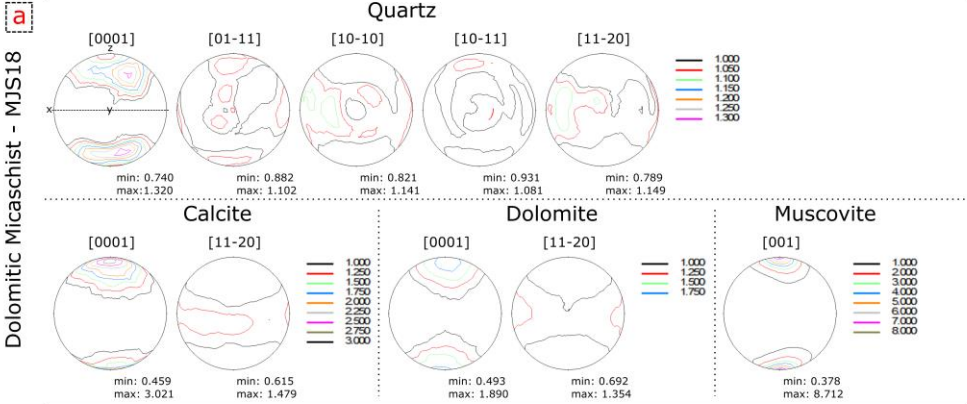 a
Quartz
Dolomitic Micaschist - MJS18
[0001] [01-11] [10-10] [10-11] [11-20]
z
x y
1.000
1.050
1.100
1.150
1.200
1.250
1.300
min: 0.740 min: 0.882 min: 0.821 min: 0.931 min: 0.789
max:1.320 max: 1.102 max: 1.141 max: 1.081 max: 1.149
Calcite
[0001] [11-20]
1.000
1.250
1.500
1.750
2.000
2.250
2.500
2.750
3.000
min: 0.459 min: 0.615
max: 3.021 max: 1.479
Dolomite
[0001] [11-20]
1.000
1.250
1.500
1.750
min: 0.493 min: 0.692
max: 1.890 max: 1.354
Muscovite
[001]
1.000
2.000
3.000
4.000
5.000
6.000
7.000
8.000
min: 0.378
max: 8.712